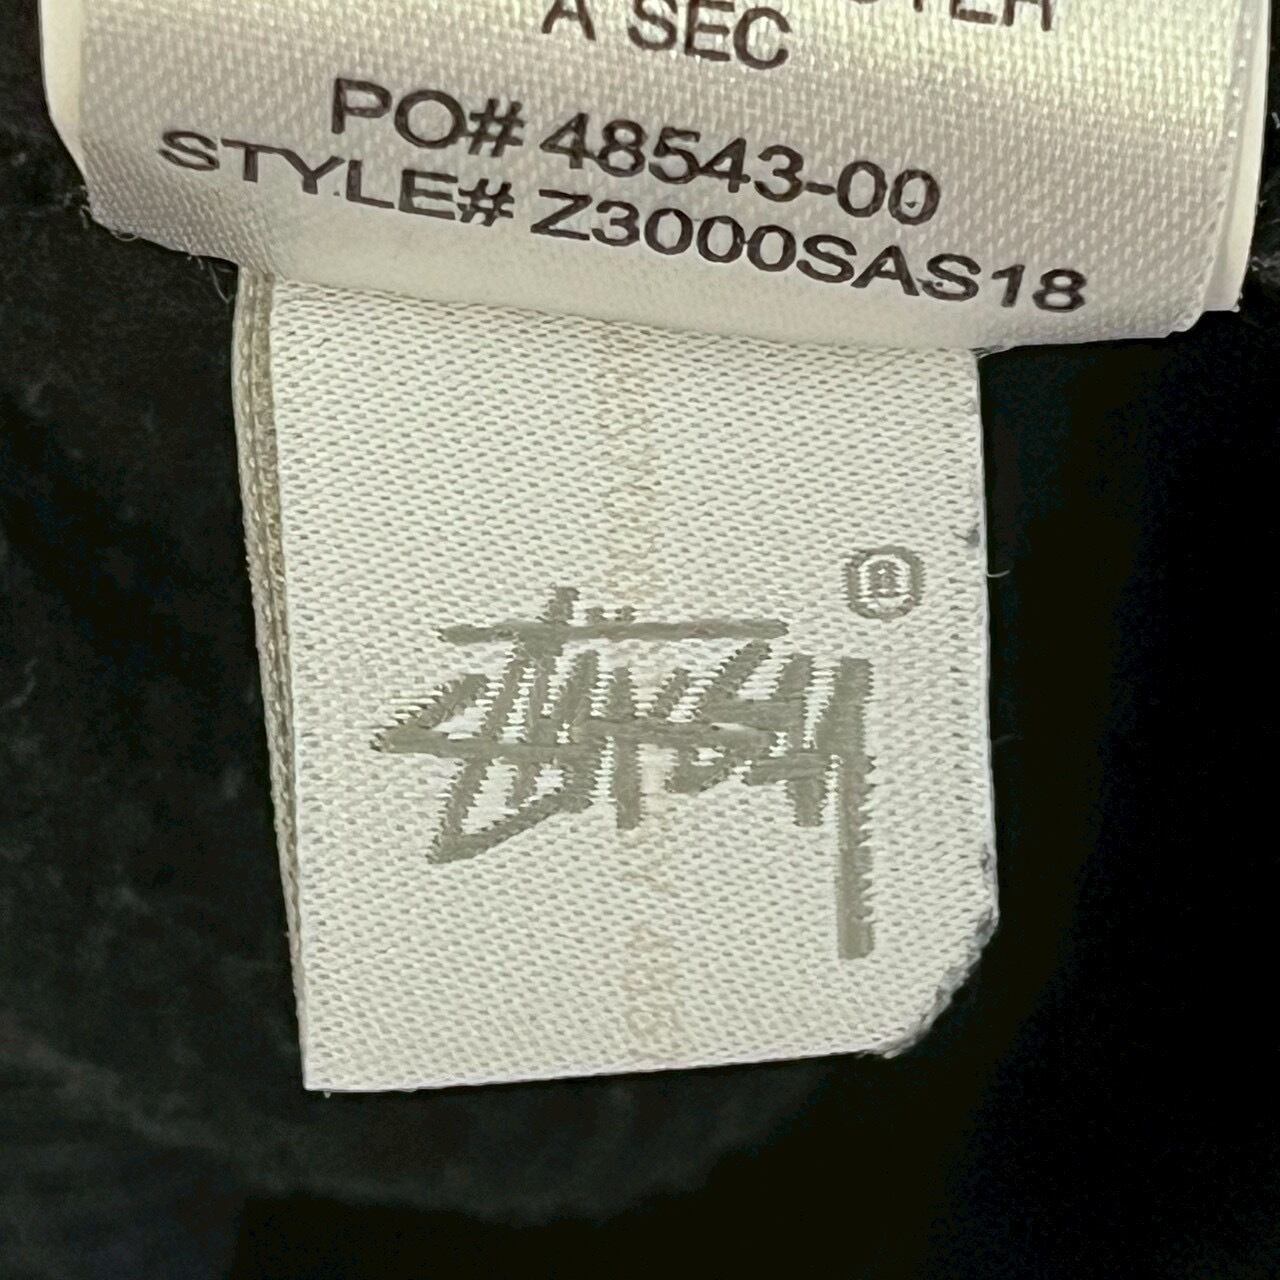 A SEC
PO# 48543-00
STYLE# Z3000SAS18
Stüssy ®